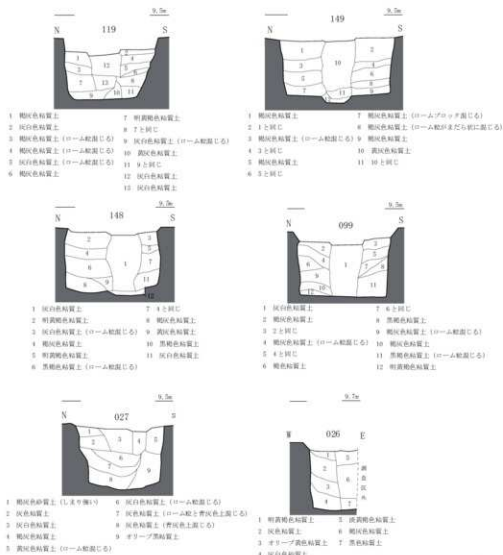 119
9.5m
N
S
1 褐灰色粘質土
2 灰白色粘質土
3 褐灰色粘質土（ローム粒混じる）
4 褐灰色粘質土（ローム粒混じる）
5 灰白色粘質土（ローム粒混じる）
6 褐灰色粘質土
7 明黄褐色粘質土
8 7と同じ
9 灰白色粘質土（ローム粒混じる）
10 黄灰色粘質土
11 9と同じ
12 灰白色粘質土
13 灰白色粘質土
149
9.5m
N
S
1 褐灰色粘質土
2 1と同じ
3 褐灰色粘質土（ローム粒混じる）
4 3と同じ
5 褐灰色粘質土
6 5と同じ
7 褐灰色粘質土（ロームブロック混じる）
8 褐灰色粘質土（ローム粒がまだら状に混じる）
9 褐灰色粘質土
10 黄灰色粘質土
11 10と同じ
148
9.5m
N
S
1 灰白色粘質土
2 明黄褐色粘質土
3 灰白色粘質土（ローム粒混じる）
4 褐灰色粘質土
5 明黄褐色粘質土
6 黒褐色粘質土（ローム粒混じる）
7 4と同じ
8 褐灰色粘質土
9 黄灰色粘質土
10 黒褐色粘質土
11 灰白色粘質土
099
9.5m
N
S
1 灰白色粘質土
2 褐灰色粘質土
3 2と同じ
4 褐灰色粘質土（ローム粒混じる）
5 4と同じ
6 褐色粘質土
7 6と同じ
8 黒褐色粘質土
9 褐灰色粘質土（ローム粒混じる）
10 褐灰色粘質土
11 黒褐色粘質土（ローム粒混じる）
12 明黄褐色粘質土
027
9.5m
N
S
1 褐灰色砂質土（しまり強い）
2 灰色粘質土
3 灰白色粘質土
4 褐灰色粘質土
5 黄灰色粘質土（ローム粒混じる）
6 灰白色粘質土（ローム粒混じる）
7 灰色粘質土（ローム粒と青灰色土混じる）
8 灰色粘質土（青灰色土混じる）
9 オリーブ黒粘質土
026
9.7m
W
E
調査区外
1 明黄褐色粘質土
2 灰色粘質土
3 オリーブ黄色粘質土
4 灰白色粘質土
5 淡黄褐色粘質土
6 褐灰色粘質土
7 黒色粘質土